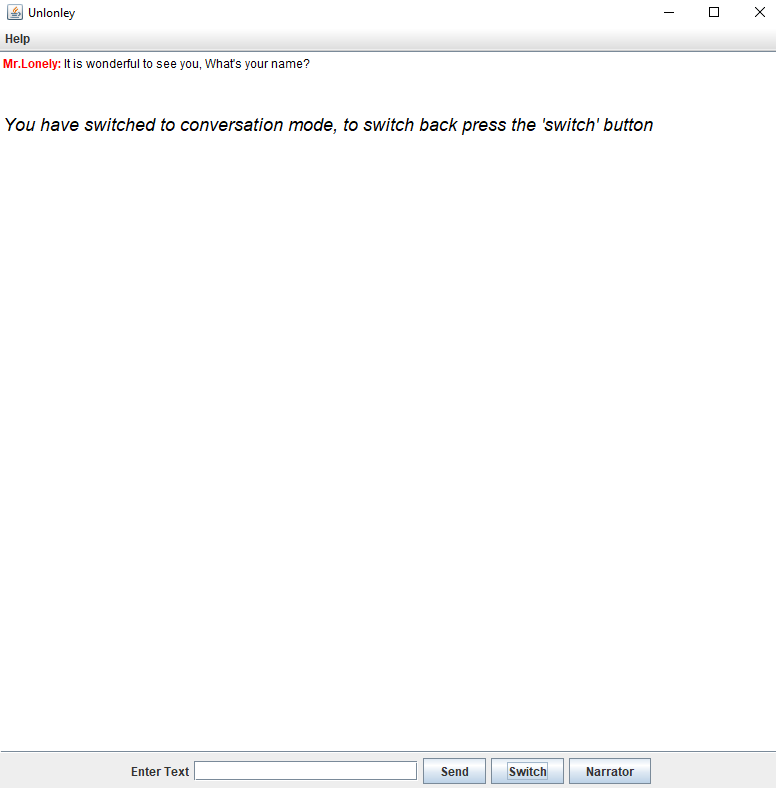 Unlonley
Help
Mr.Lonely: It is wonderful to see you, What's your name?
You have switched to conversation mode, to switch back press the 'switch' button
Enter Text Send Switch Narrator